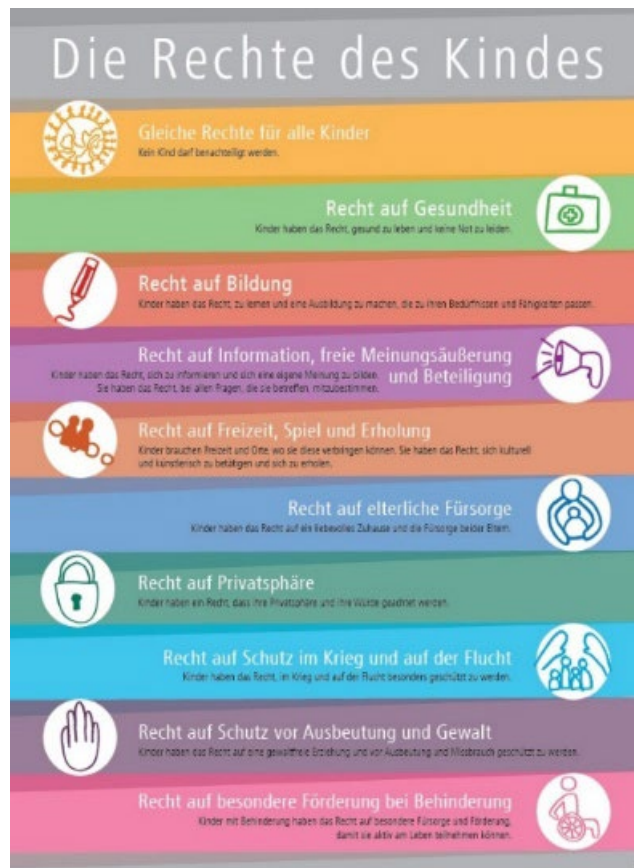 Die Rechte des Kindes
Gleiche Rechte für alle Kinder
Kein Kind darf benachteiligt werden.
Recht auf Gesundheit
Kinder haben das Recht, gesund zu leben und keine Not zu leiden.
Recht auf Bildung
Kinder haben das Recht, zu lernen und eine Ausbildung zu machen, die zu ihren Bedürfnissen und Fähigkeiten passen.
Recht auf Information, freie Meinungsäußerung
und Beteiligung
Kinder haben das Recht, sich zu informieren und sich eine eigene Meinung zu bilden.
Sie haben das Recht, bei allen Fragen, die sie betreffen, mitzubestimmen.
Recht auf Freizeit, Spiel und Erholung
Kinder brauchen Freizeit und Orte, wo sie diese verbringen können. Sie haben das Recht, sich kulturell
und künstlerisch zu betätigen und sich zu erholen.
Recht auf elterliche Fürsorge
Kinder haben das Recht auf ein liebevolles Zuhause und die Fürsorge beider Eltern.
Recht auf Privatsphäre
Kinder haben ein Recht, dass ihre Privatsphäre und ihre Würde geachtet werden.
Recht auf Schutz im Krieg und auf der Flucht
Kinder haben das Recht, im Krieg und auf der Flucht besonders geschützt zu werden.
Recht auf Schutz vor Ausbeutung und Gewalt
Kinder haben das Recht auf eine gewaltfreie Erziehung und vor Ausbeutung und Missbrauch geschützt zu werden.
Recht auf besondere Förderung bei Behinderung
Kinder mit Behinderung haben das Recht auf besondere Fürsorge und Förderung,
damit sie aktiv am Leben teilnehmen können.